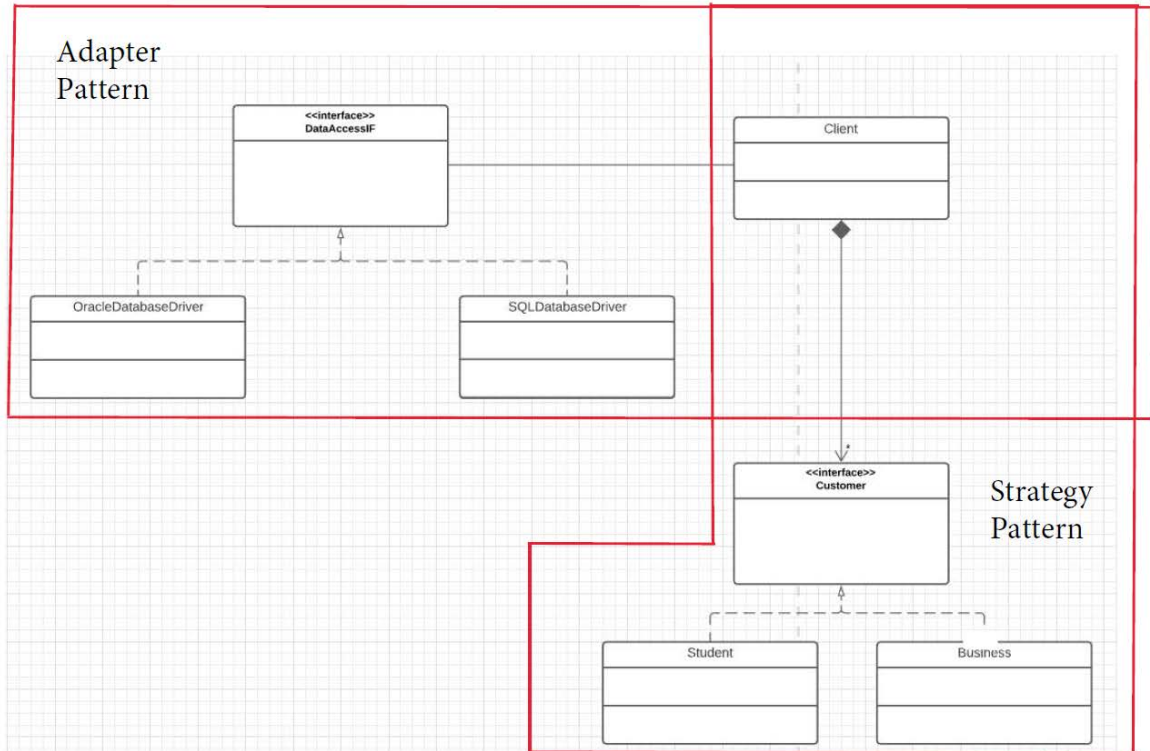 Adapter
Pattern
<<interface>>
DataAccessIF
Client
OracleDatabaseDriver
SQLDatabaseDriver
*
<<interface>>
Customer
Strategy
Pattern
Student
Business